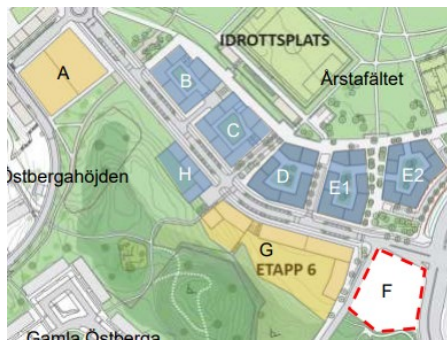 IDROTTSPLATS
A
B
Årstafältet
C
Östbergahöjden
H
D
E1
E2
G
ETAPP 6
F
Gamla Östberga